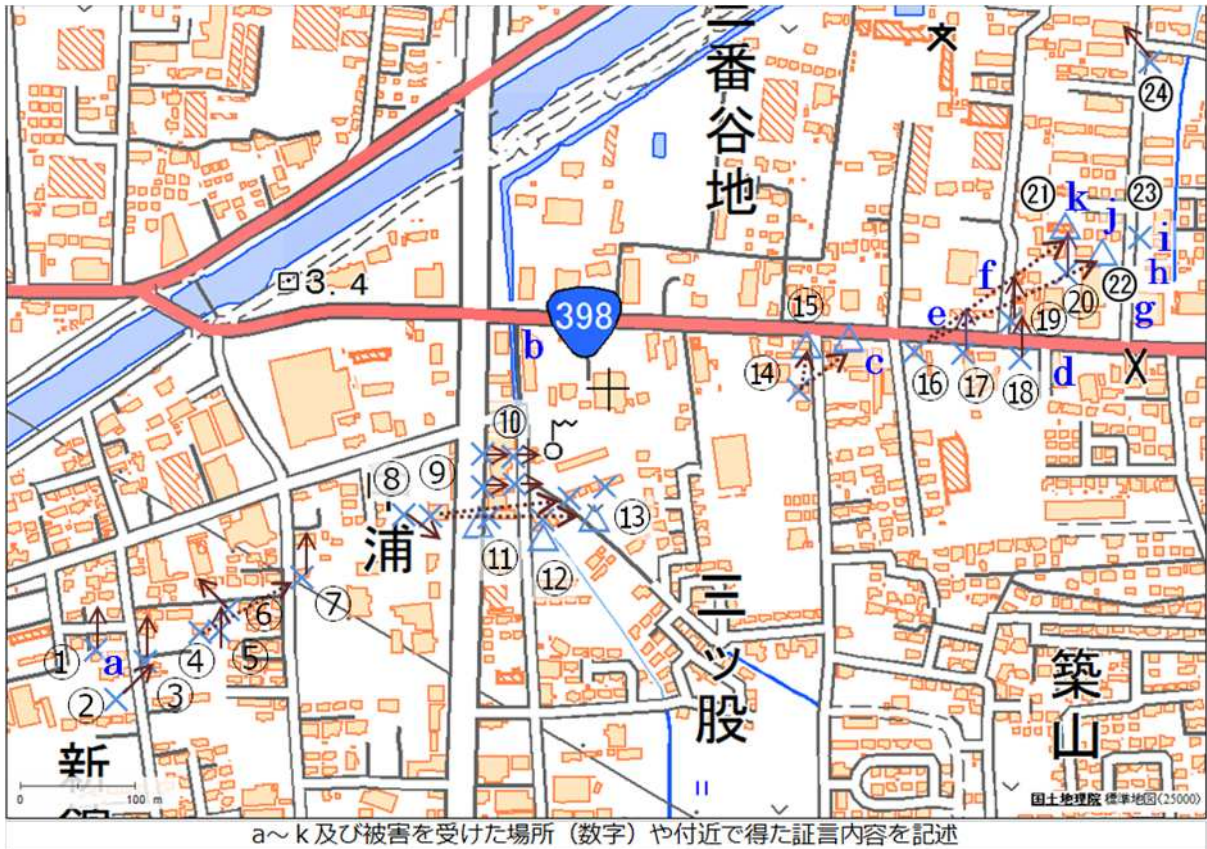 二番谷地
3.4
398
⑩
⑧
⑨
浦
⑪
⑫
⑬
①
②
③
④
⑤
⑥
⑦
⑭
⑮
⑯
⑰
⑱
⑲
⑳
㉑
㉒
㉓
㉔
a
b
c
d
e
f
g
h
i
j
k
三ツ股
築山
新
0
100 m
国土地理院 標準地図(25000)
a~k及び被害を受けた場所（数字）や付近で得た証言内容を記述